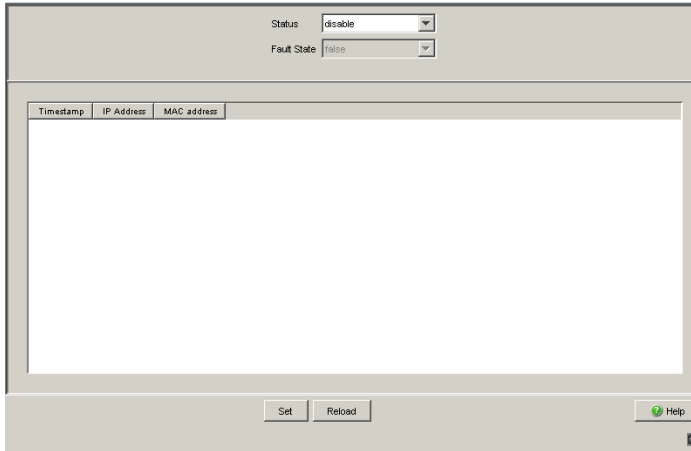 Status disable
Fault State false
Timestamp IP Address MAC address
Set Reload Help